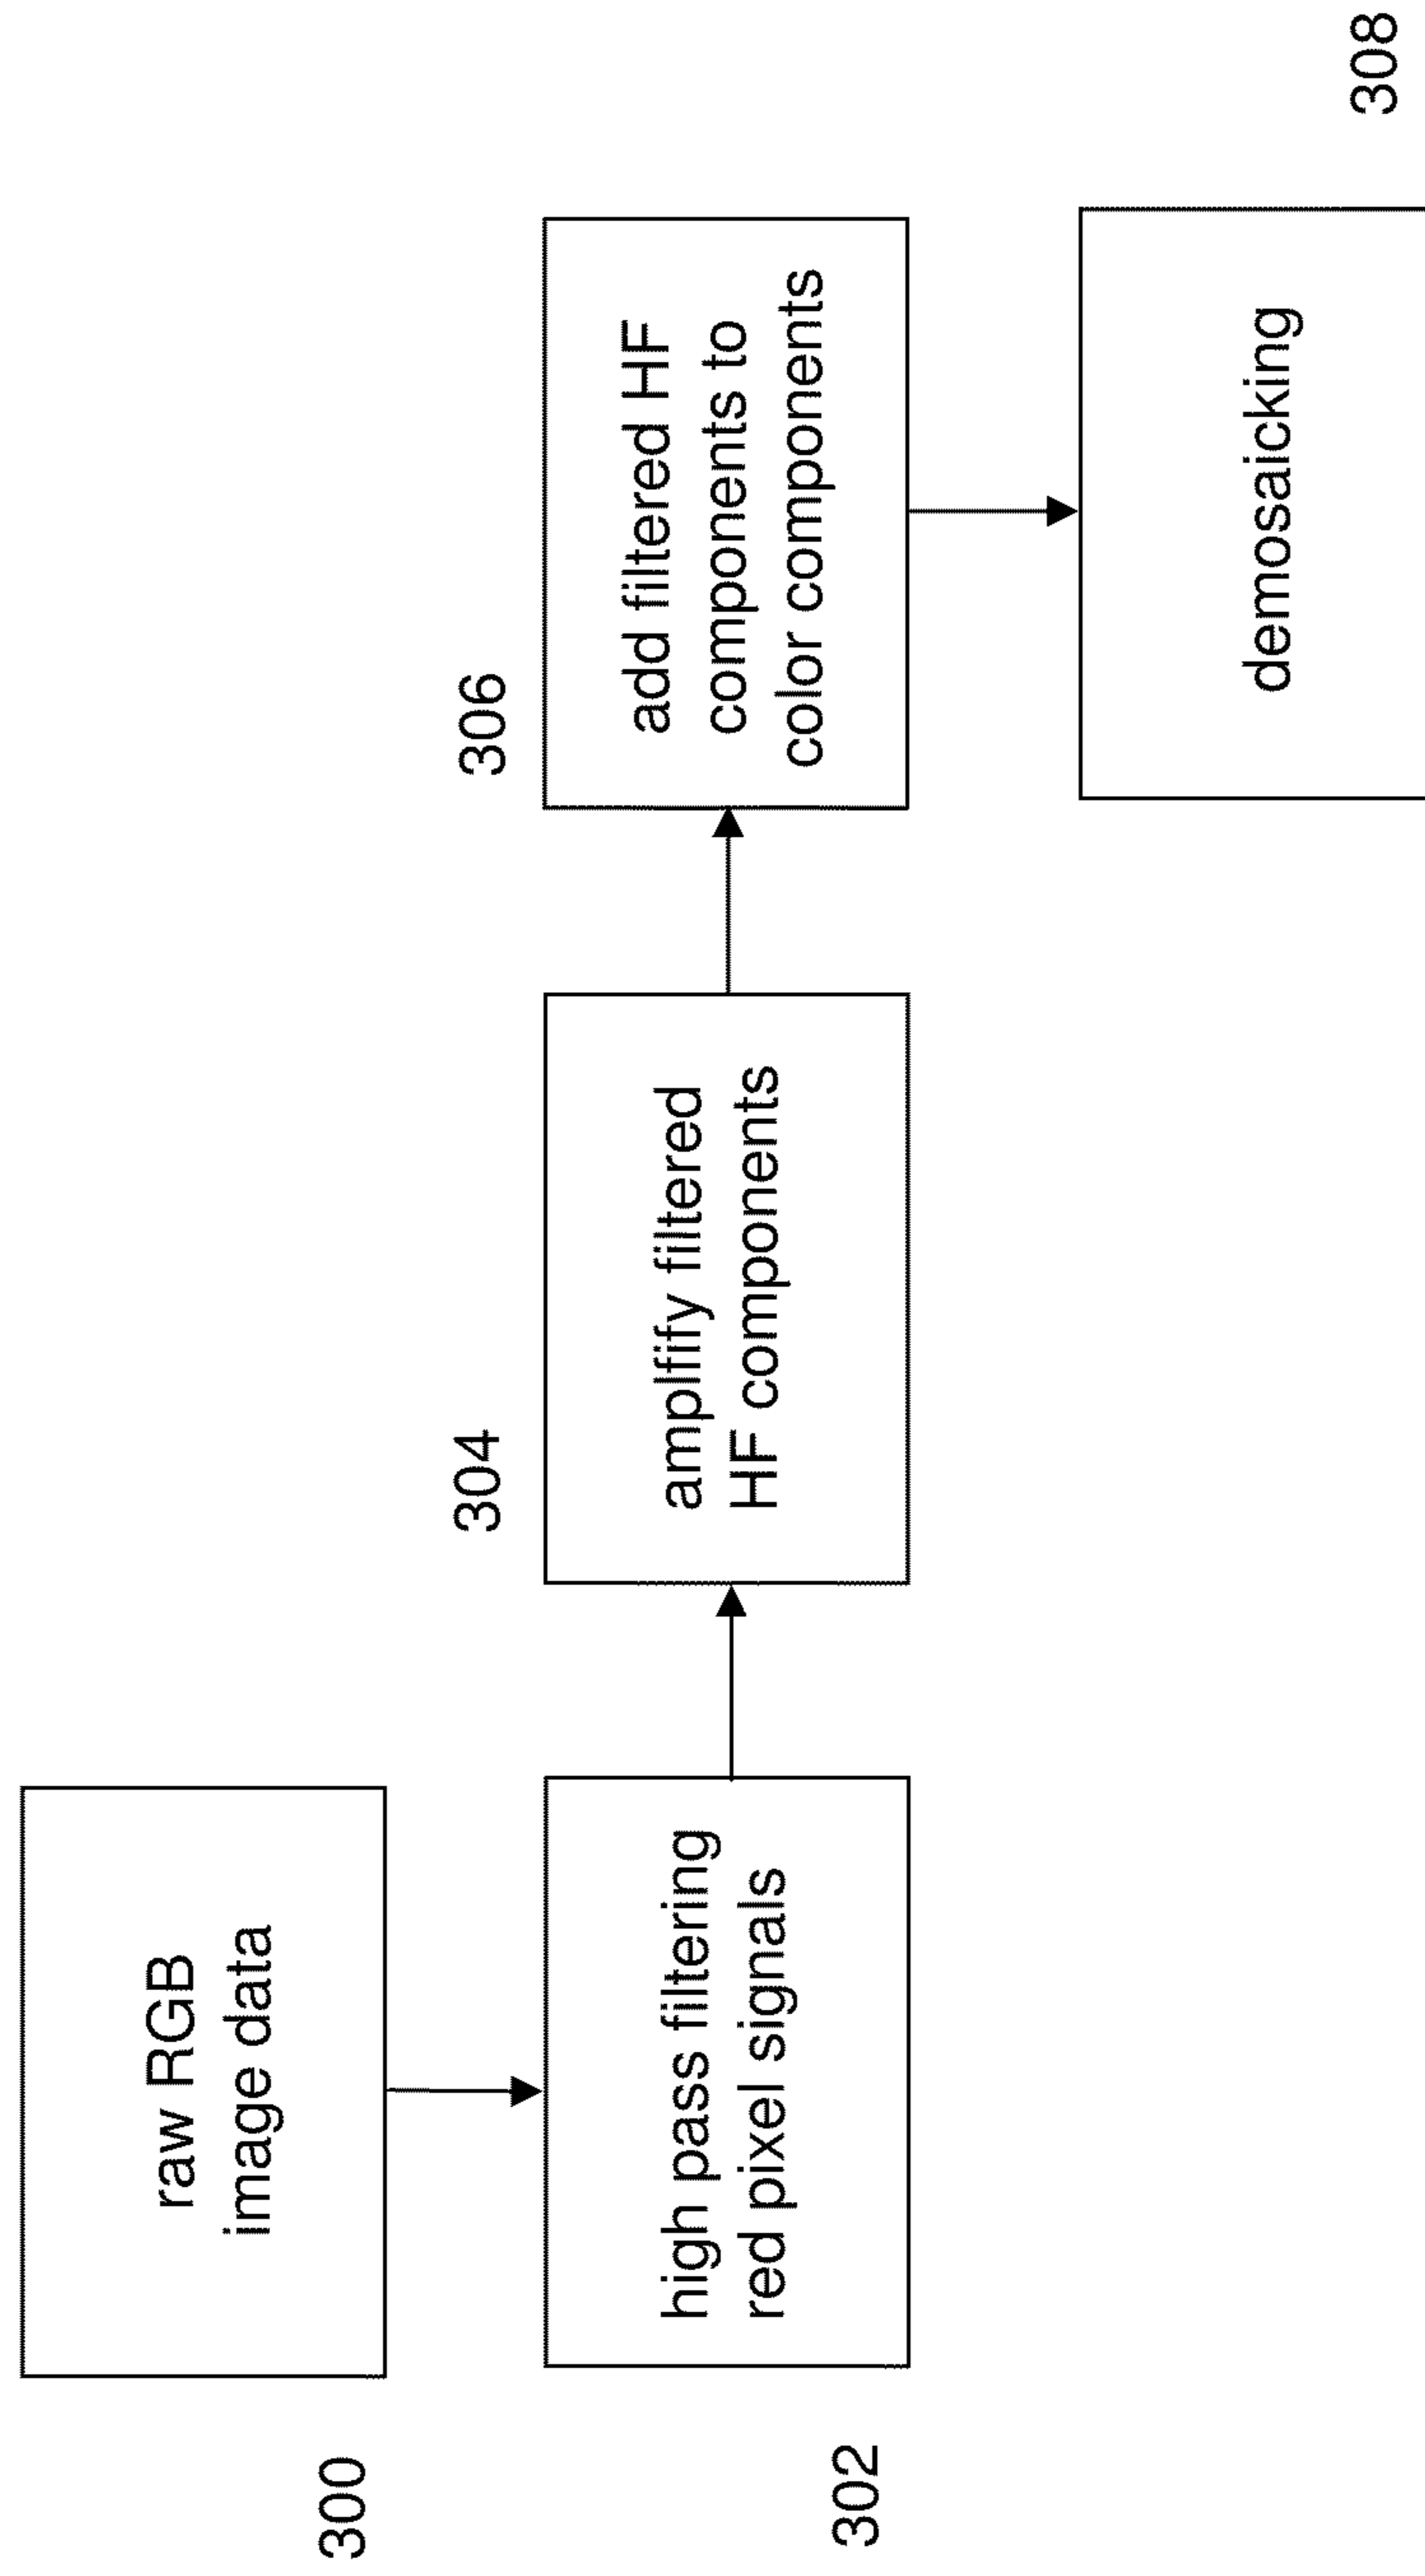 300
raw RGB
image data
302
high pass filtering
red pixel signals
304
amplfify filtered
HF components
306
add filtered HF
components to
color components
308
demosaicking